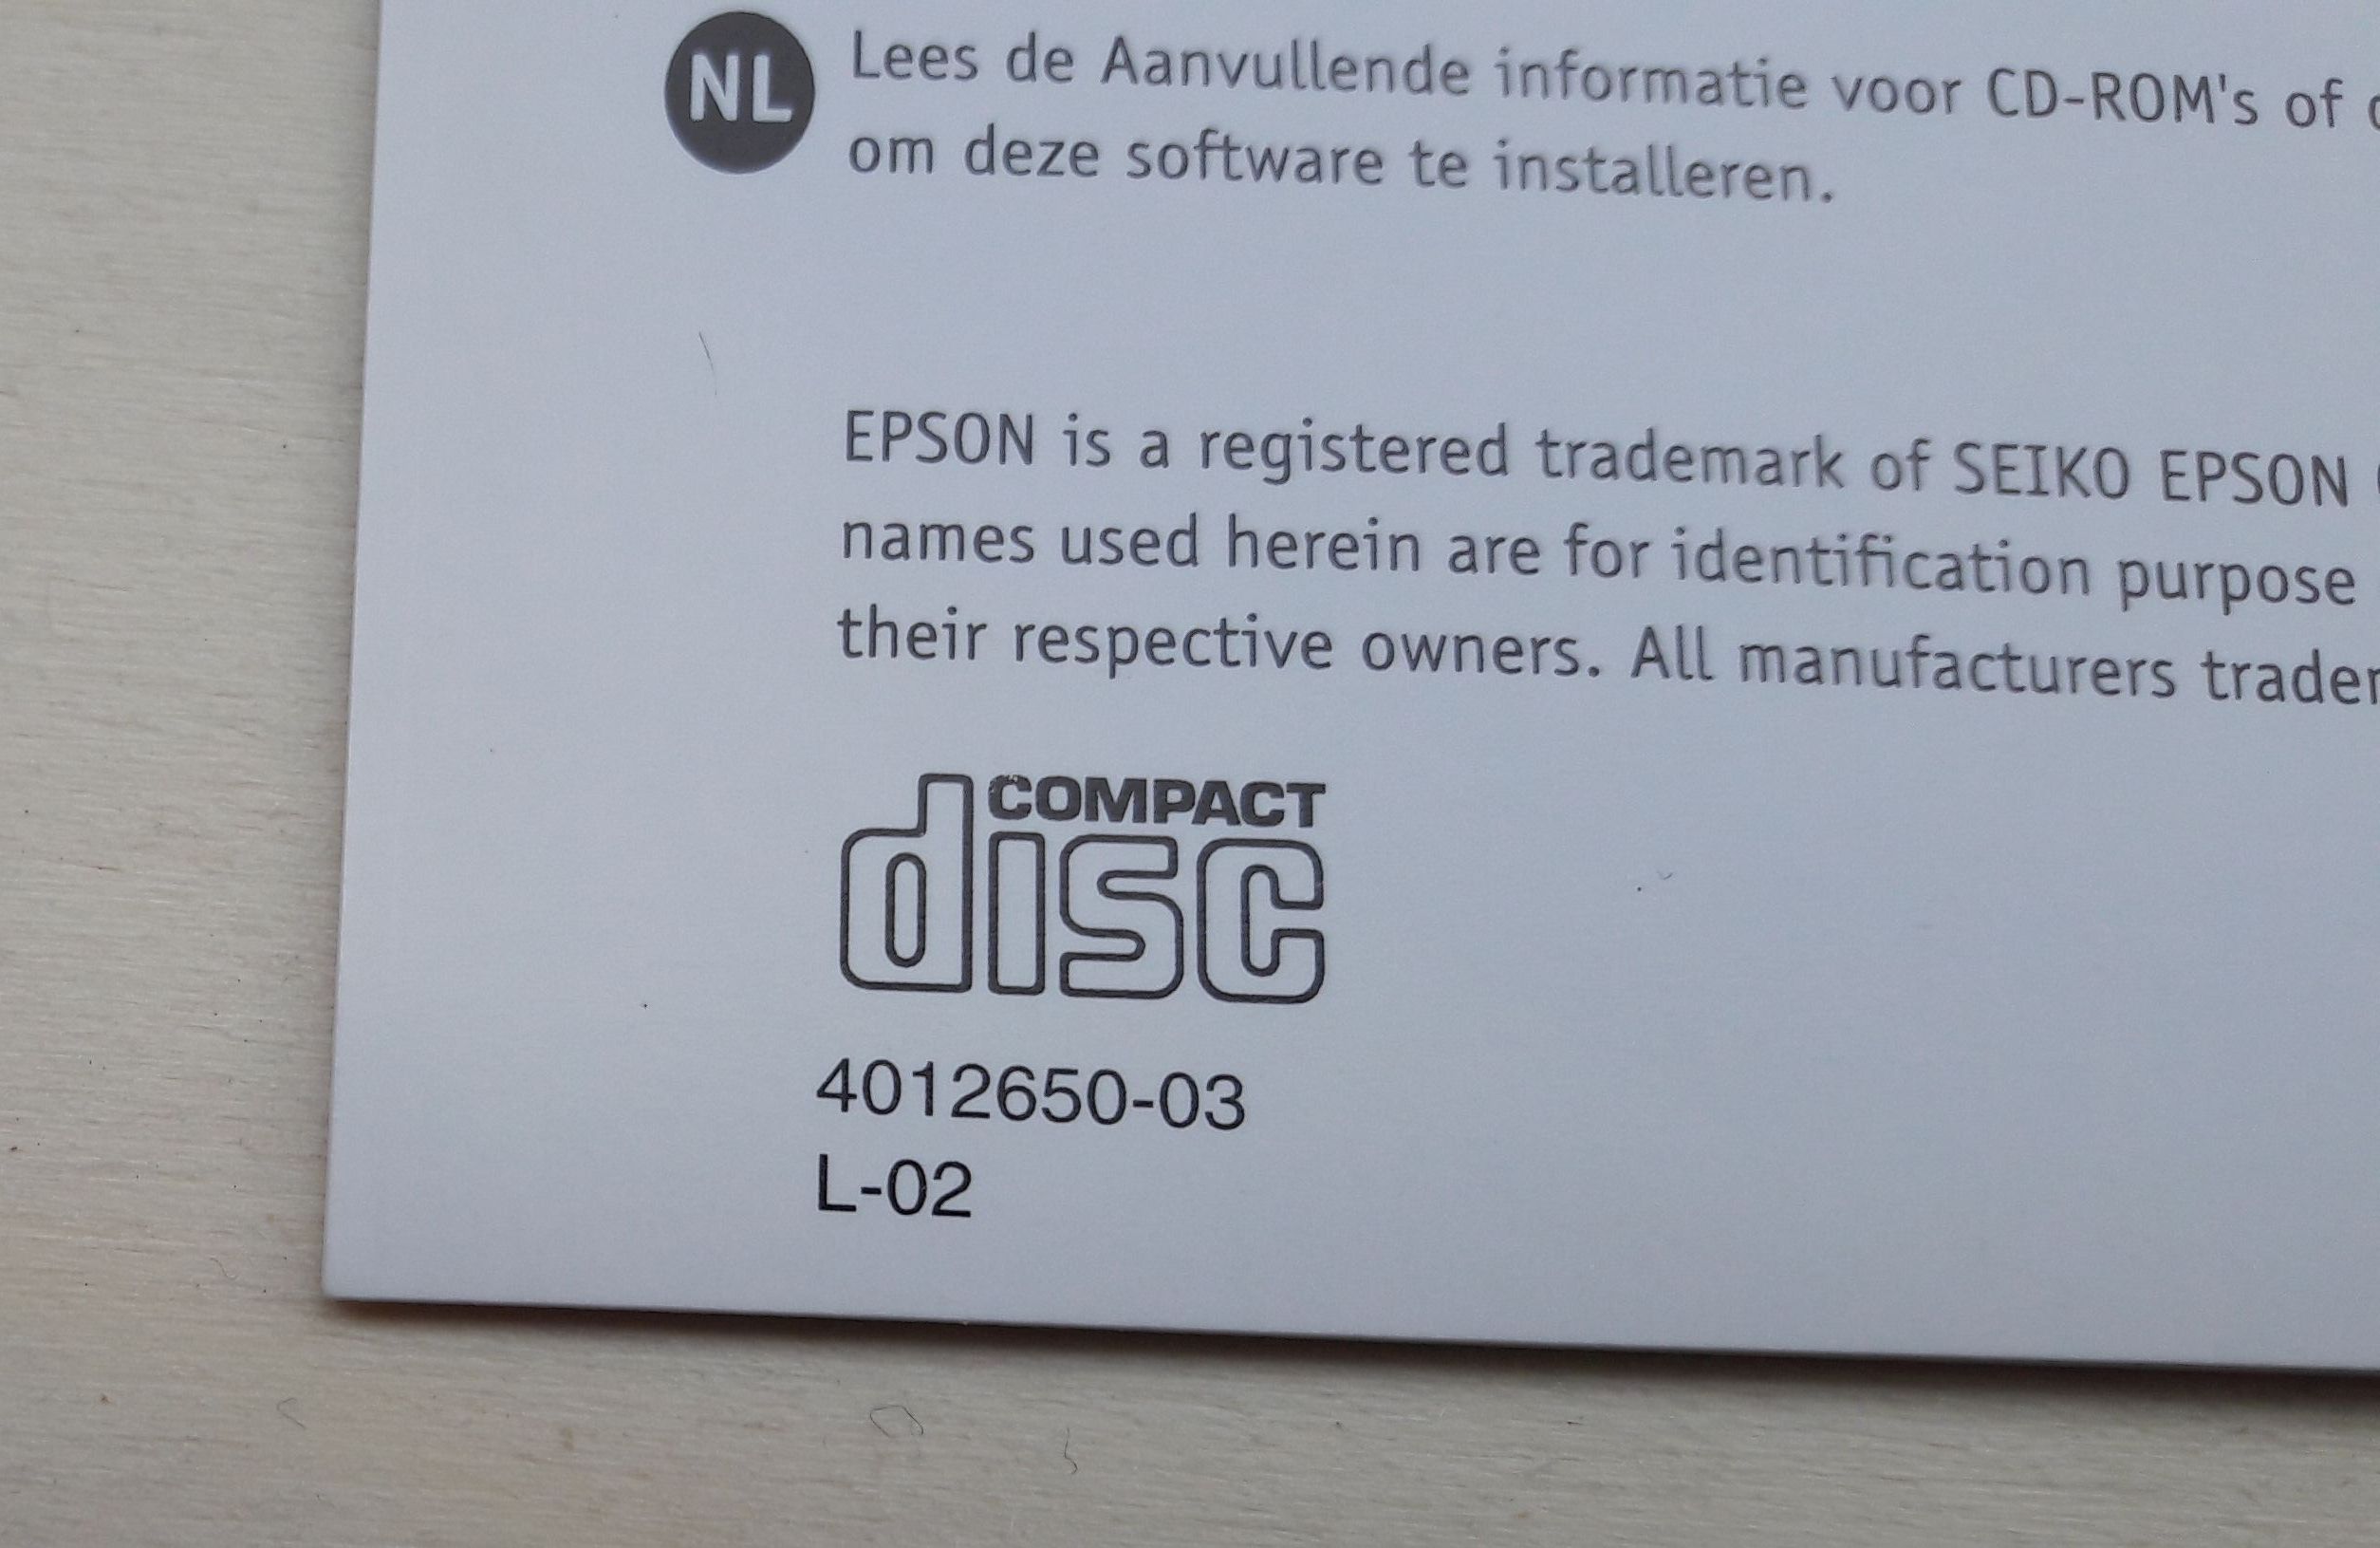 NL Lees de Aanvullende informatie voor CD-ROM's of
om deze software te installeren.
EPSON is a registered trademark of SEIKO EPSON
names used herein are for identification purpose
their respective owners. All manufacturers
COMPACT
disc
4012650-03
L-02